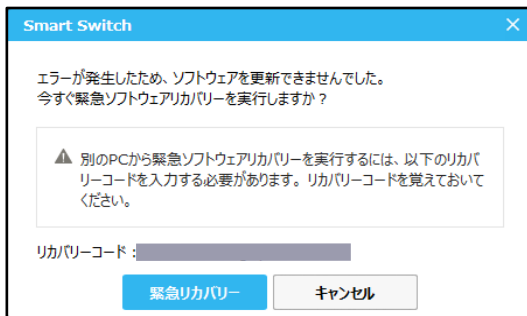 Smart Switch
エラーが発生したため、ソフトウェアを更新できませんでした。
今すぐ緊急ソフトウェアリカバリーを実行しますか？
別のPCから緊急ソフトウェアリカバリーを実行するには、以下のリカバ
リーコードを入力する必要があります。リカバリーコードを覚えておいて
ください。
リカバリーコード：
緊急リカバリー
キャンセル